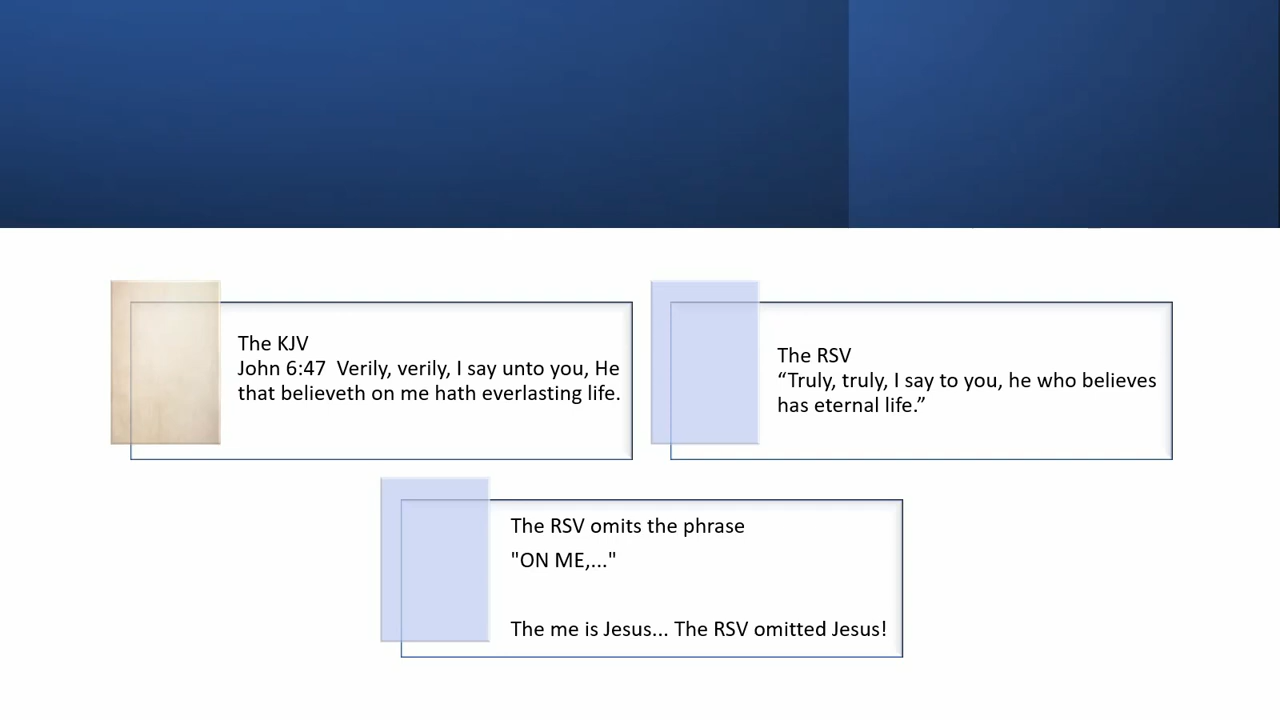 The KJV
John 6:47  Verily, verily, I say unto you, He
that believeth on me hath everlasting life.
The RSV
“Truly, truly, I say to you, he who believes
has eternal life.”
The RSV omits the phrase
"ON ME,..."
The me is Jesus... The RSV omitted Jesus!